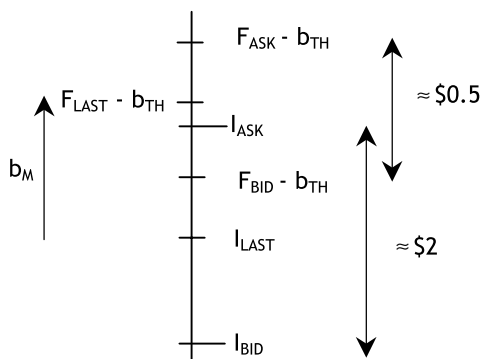 F_ASK - b_TH
F_LAST - b_TH
≈ $0.5
I_ASK
b_M
F_BID - b_TH
I_LAST
≈ $2
I_BID